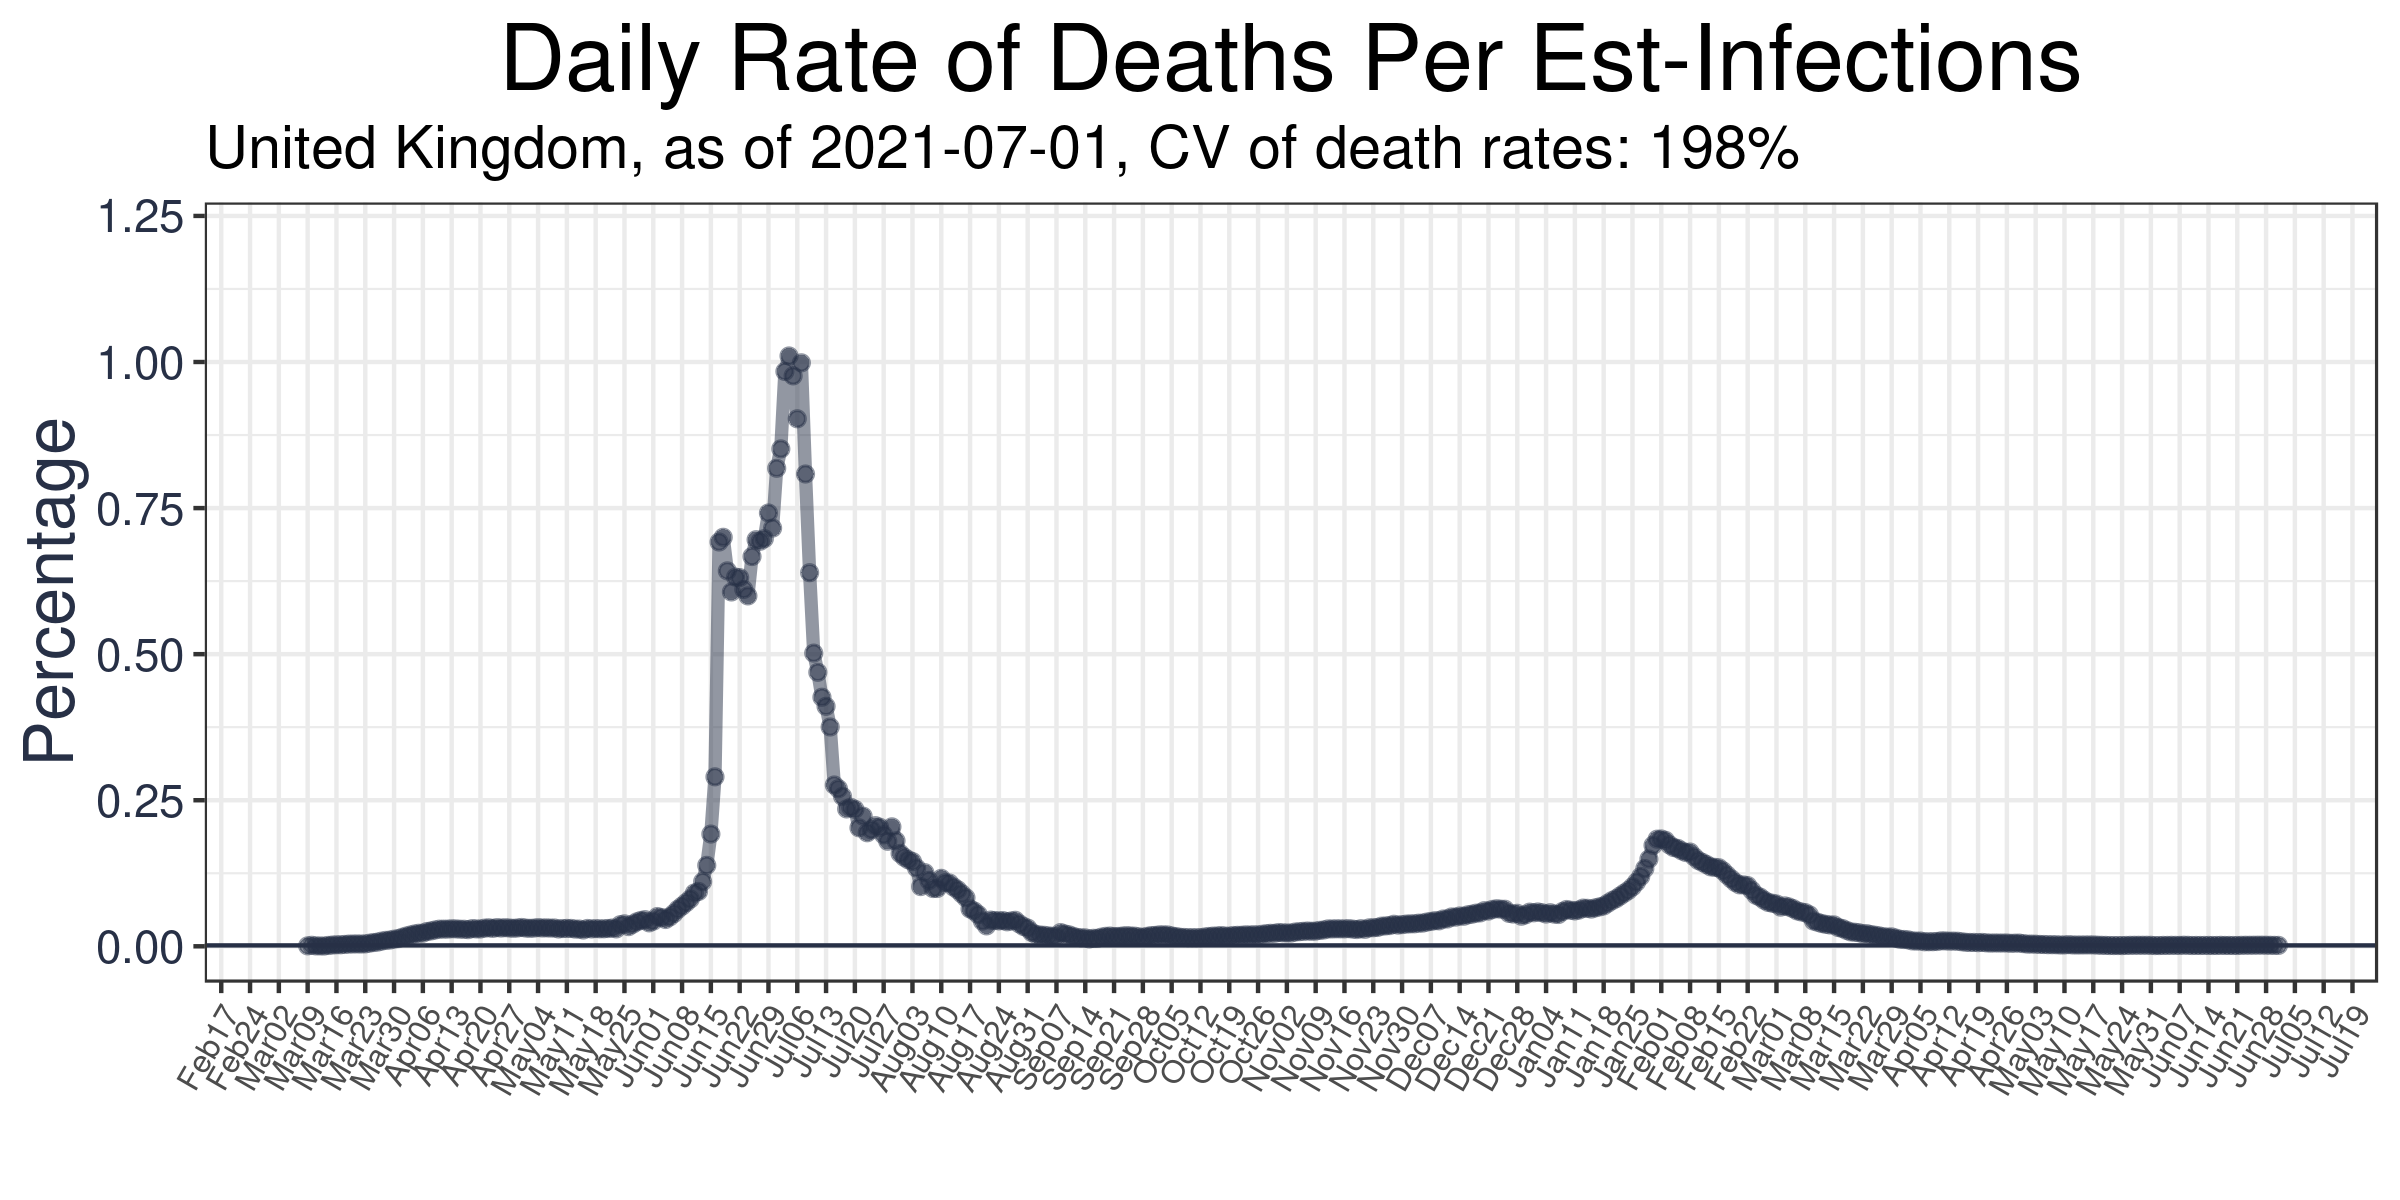 Daily Rate of Deaths Per Est-Infections
United Kingdom, as of 2021-07-01, CV of death rates: 198%
Percentage
1.25
1.00
0.75
0.50
0.25
0.00
Feb17
Feb24
Mar02
Mar09
Mar16
Mar23
Mar30
Apr06
Apr13
Apr20
Apr27
May04
May11
May18
May25
Jun01
Jun08
Jun15
Jun22
Jun29
Jul06
Jul13
Jul20
Jul27
Aug03
Aug10
Aug17
Aug24
Aug31
Sep07
Sep14
Sep21
Sep28
Oct05
Oct12
Oct19
Oct26
Nov02
Nov09
Nov16
Nov23
Nov30
Dec07
Dec14
Dec21
Dec28
Jan04
Jan11
Jan18
Jan25
Feb01
Feb08
Feb15
Feb22
Mar01
Mar08
Mar15
Mar22
Mar29
Apr05
Apr12
Apr19
Apr26
May03
May10
May17
May24
May31
Jun07
Jun14
Jun21
Jun28
Jul05
Jul12
Jul19